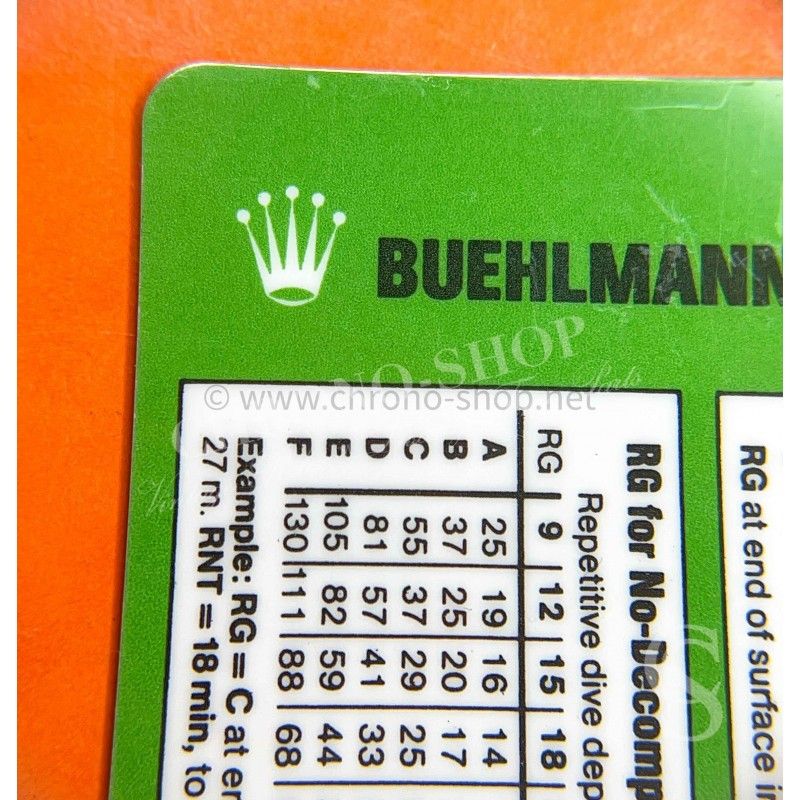 BUEHLMANN
NO-SHOP
© www.chrono-shop.net
RG at end of surface
RG for No-Decomp
Repetitive dive dep
RG 9 12 15 18
A 25 19 16 14
B 37 25 20 17
C 55 37 29 25
D 81 57 41 33
E 105 82 59 44
F 130 111 88 68
Example: RG = C at
27 m. RNT = 18 min, to